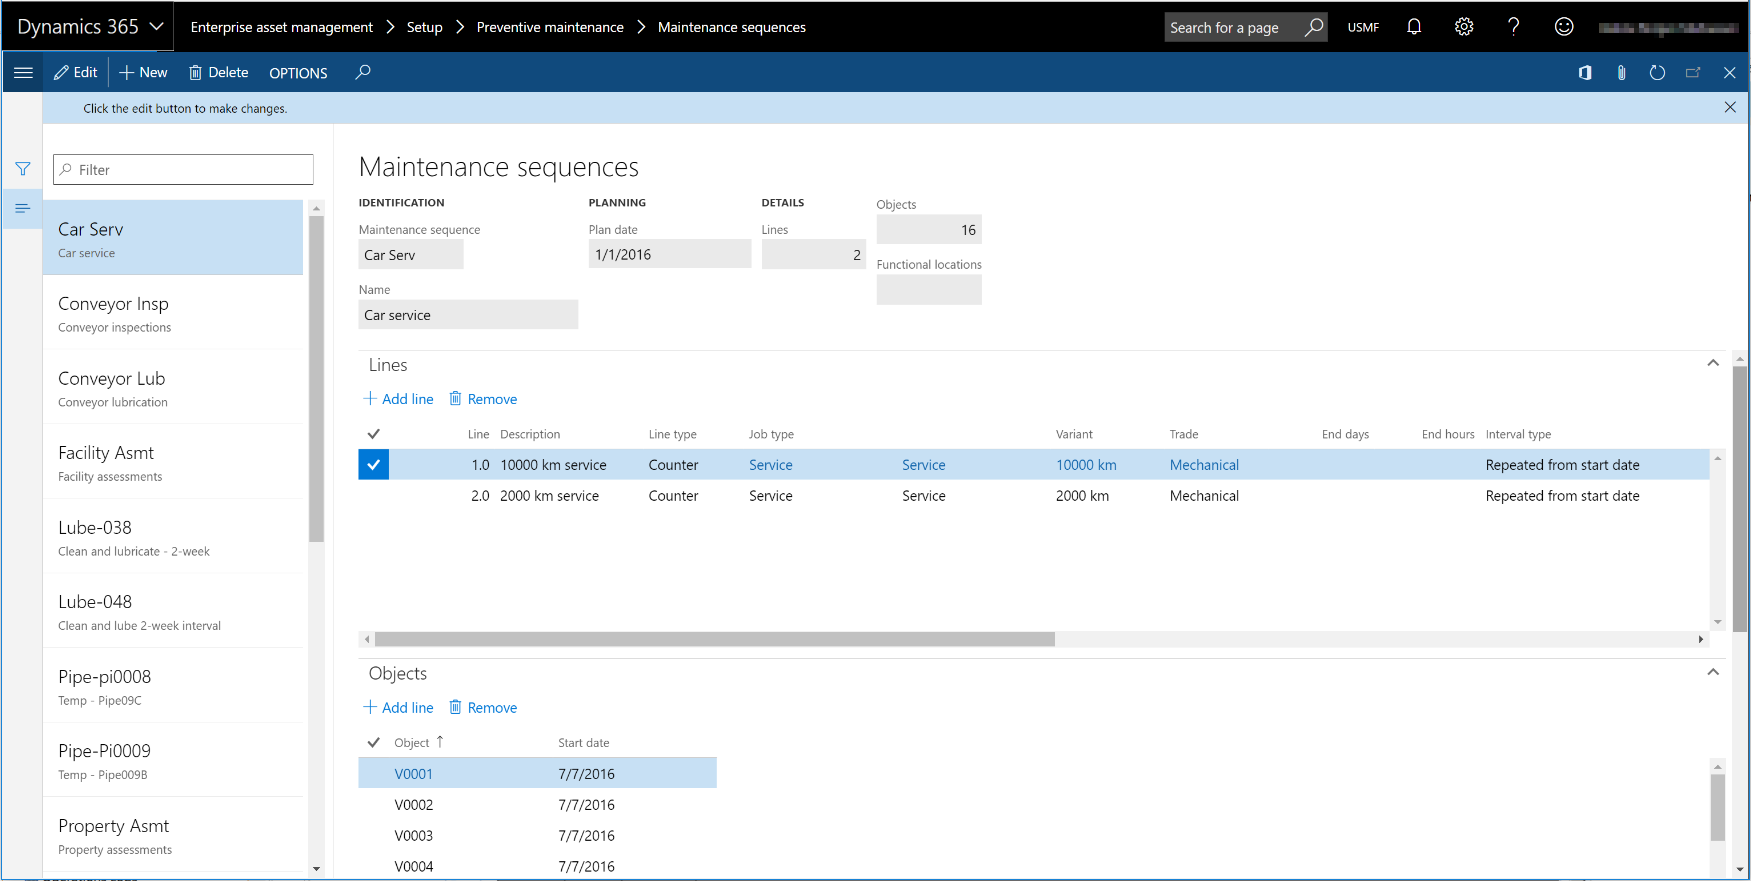 Dynamics 365
Enterprise asset management > Setup > Preventive maintenance > Maintenance sequences
Search for a page
USMF
Edit
New
Delete
OPTIONS
Click the edit button to make changes.
Filter
Car Serv
Car service
Conveyor Insp
Conveyor inspections
Conveyor Lub
Conveyor lubrication
Facility Asmt
Facility assessments
Lube-038
Clean and lubricate - 2-week
Lube-048
Clean and lube 2-week interval
Pipe-pi0008
Temp - Pipe09C
Pipe-Pi0009
Temp - Pipe009B
Property Asmt
Property assessments
Maintenance sequences
IDENTIFICATION
Maintenance sequence
Car Serv
Name
Car service
PLANNING
Plan date
1/1/2016
DETAILS
Lines
2
Objects
16
Functional locations
Lines
Add line Remove
Line Description Line type Job type Variant Trade End days End hours Interval type
1.0 10000 km service Counter Service Service 10000 km Mechanical Repeated from start date
2.0 2000 km service Counter Service Service 2000 km Mechanical Repeated from start date
Objects
Add line Remove
Object Start date
V0001 7/7/2016
V0002 7/7/2016
V0003 7/7/2016
V0004 7/7/2016